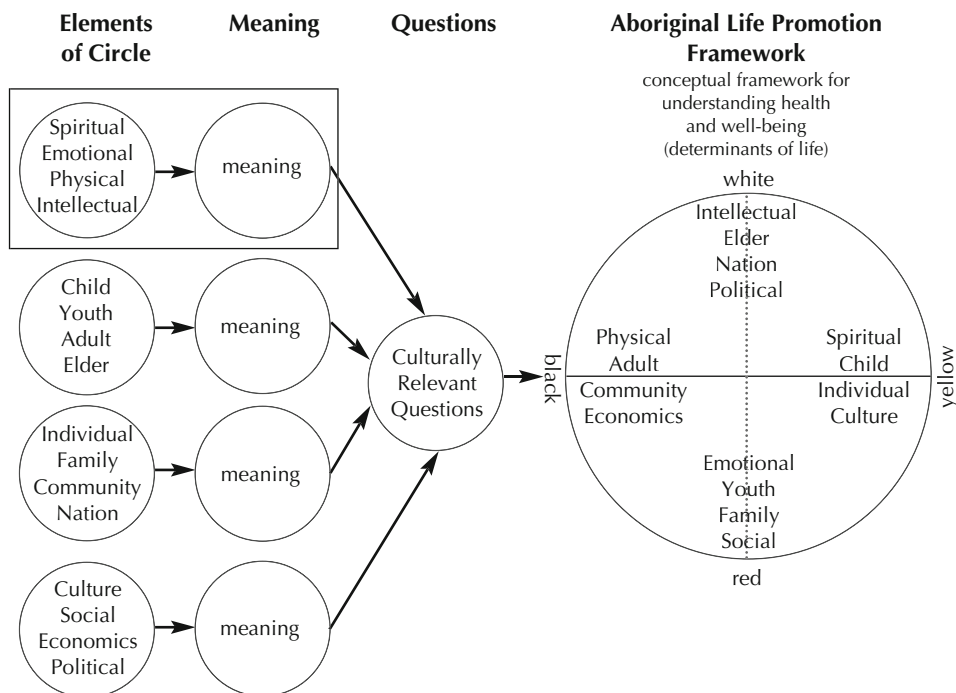 Elements
of Circle
Meaning
Questions
Aboriginal Life Promotion
Framework
conceptual framework for
understanding health
and well-being
(determinants of life)
Spiritual
Emotional
Physical
Intellectual
meaning
Child
Youth
Adult
Elder
meaning
Individual
Family
Community
Nation
meaning
Culture
Social
Economics
Political
meaning
Culturally
Relevant
Questions
white
Intellectual
Elder
Nation
Political
black
Physical
Adult
Community
Economics
Spiritual
Child
Individual
Culture
yellow
Emotional
Youth
Family
Social
red